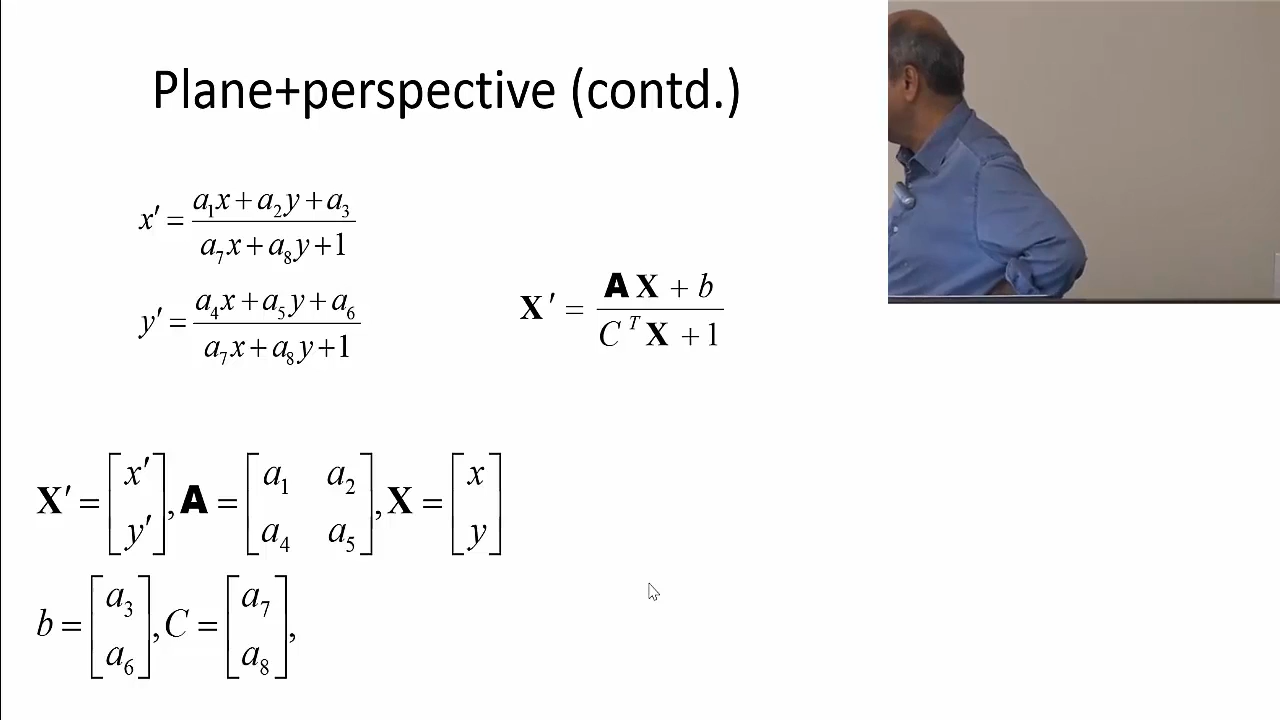 Plane+perspective (contd.)
x′ = (a₁x + a₂y + a₃) / (a₇x + a₈y + 1)
y′ = (a₄x + a₅y + a₆) / (a₇x + a₈y + 1)
X′ = (A X + b) / (Cᵀ X + 1)
X′ = [x′; y′], A = [a₁ a₂; a₄ a₅], X = [x; y]
b = [a₃; a₆], C = [a₇; a₈],